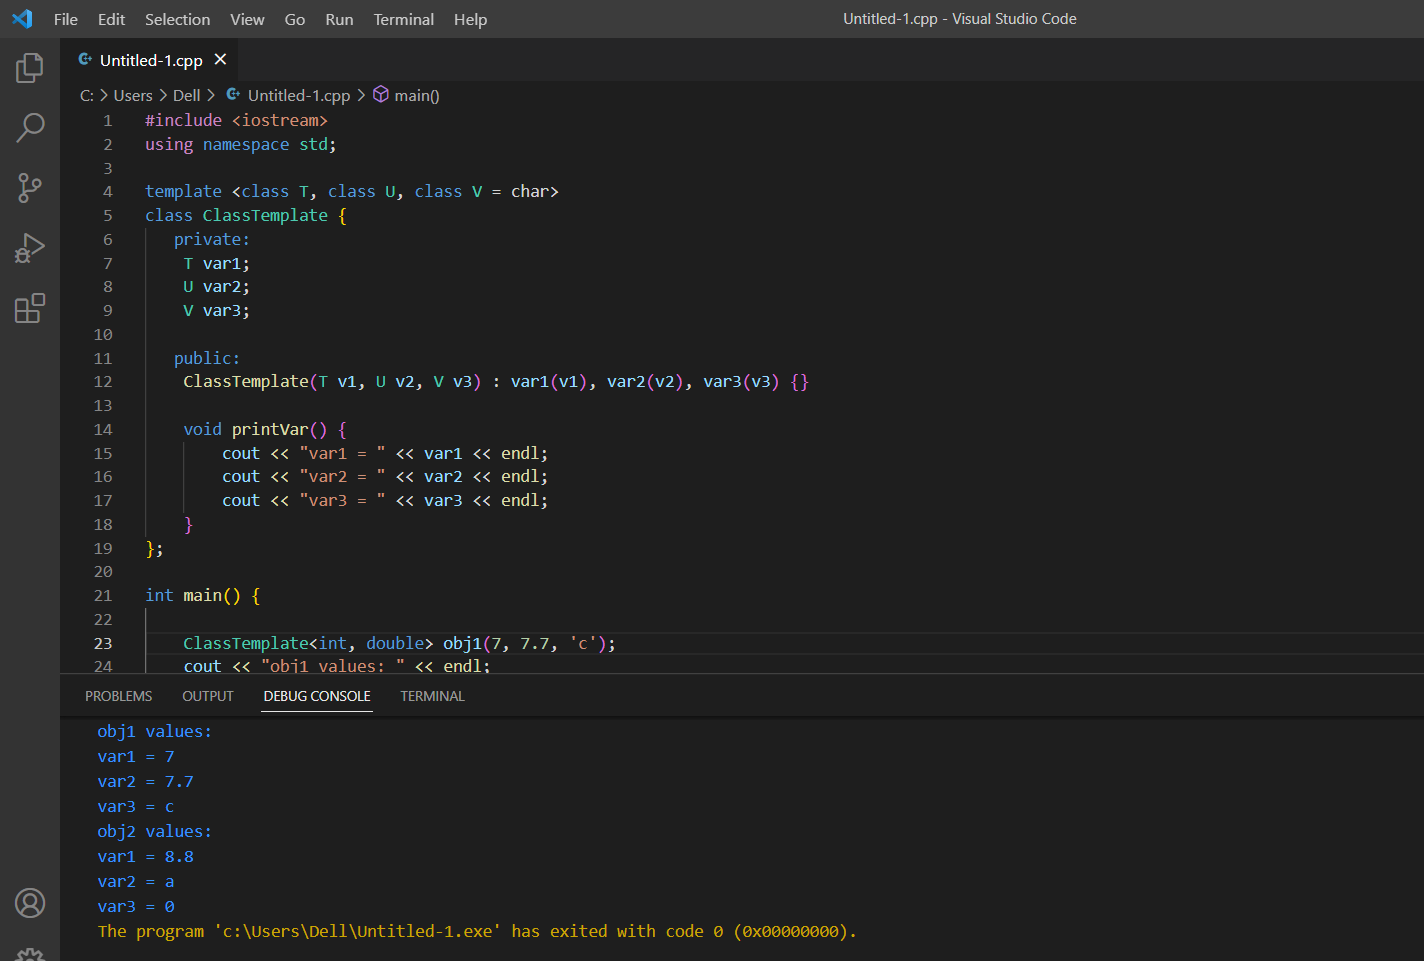 File Edit Selection View Go Run Terminal Help
Untitled-1.cpp - Visual Studio Code
Untitled-1.cpp
C: > Users > Dell > Untitled-1.cpp > main()
1 #include <iostream>
2 using namespace std;
3
4 template <class T, class U, class V = char>
5 class ClassTemplate {
6    private:
7     T var1;
8     U var2;
9     V var3;
10
11    public:
12     ClassTemplate(T v1, U v2, V v3) : var1(v1), var2(v2), var3(v3) {}
13
14     void printVar() {
15         cout << "var1 = " << var1 << endl;
16         cout << "var2 = " << var2 << endl;
17         cout << "var3 = " << var3 << endl;
18     }
19 };
20
21 int main() {
22
23     ClassTemplate<int, double> obj1(7, 7.7, 'c');
24     cout << "obj1 values: " << endl;
PROBLEMS OUTPUT DEBUG CONSOLE TERMINAL
obj1 values:
var1 = 7
var2 = 7.7
var3 = c
obj2 values:
var1 = 8.8
var2 = a
var3 = 0
The program 'c:\Users\Dell\Untitled-1.exe' has exited with code 0 (0x00000000).